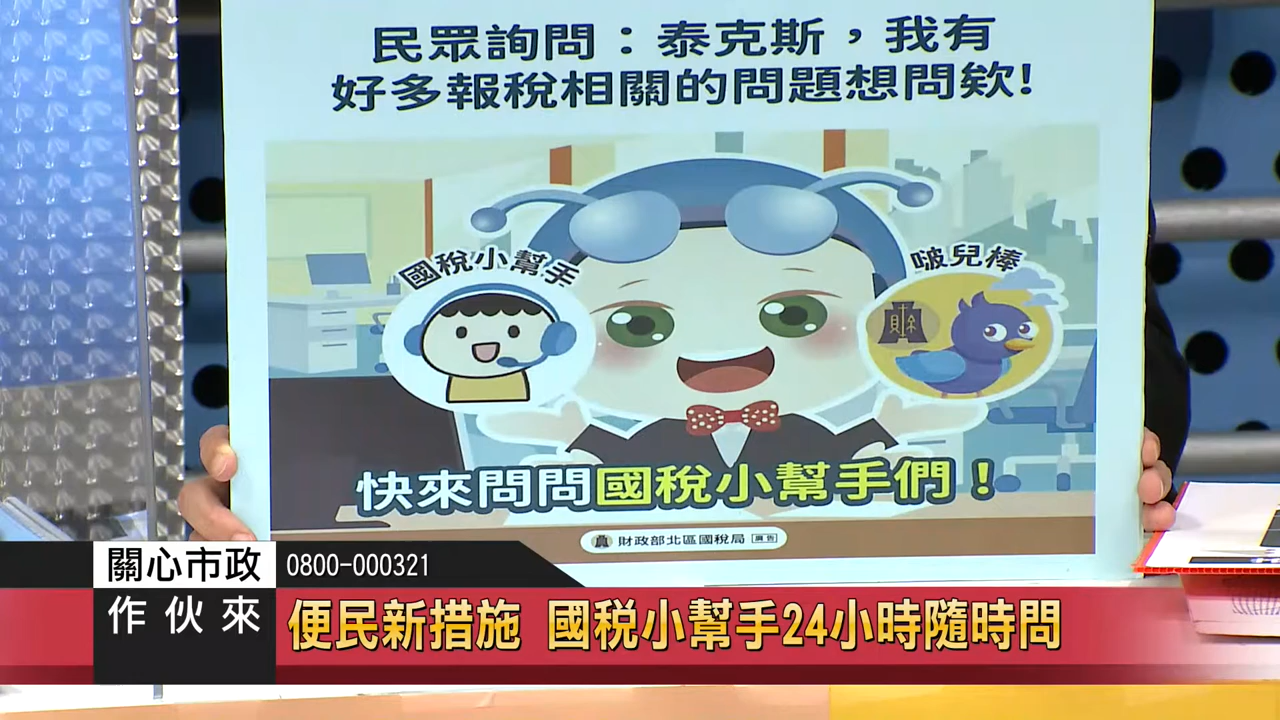 民眾詢問：泰克斯，我有
好多報稅相關的問題想問欸!
國稅小幫手
啵兒棒
財
快來問問國稅小幫手們！
財政部北區國稅局 廣告
關心市政
作伙來
0800-000321
便民新措施 國稅小幫手24小時隨時問